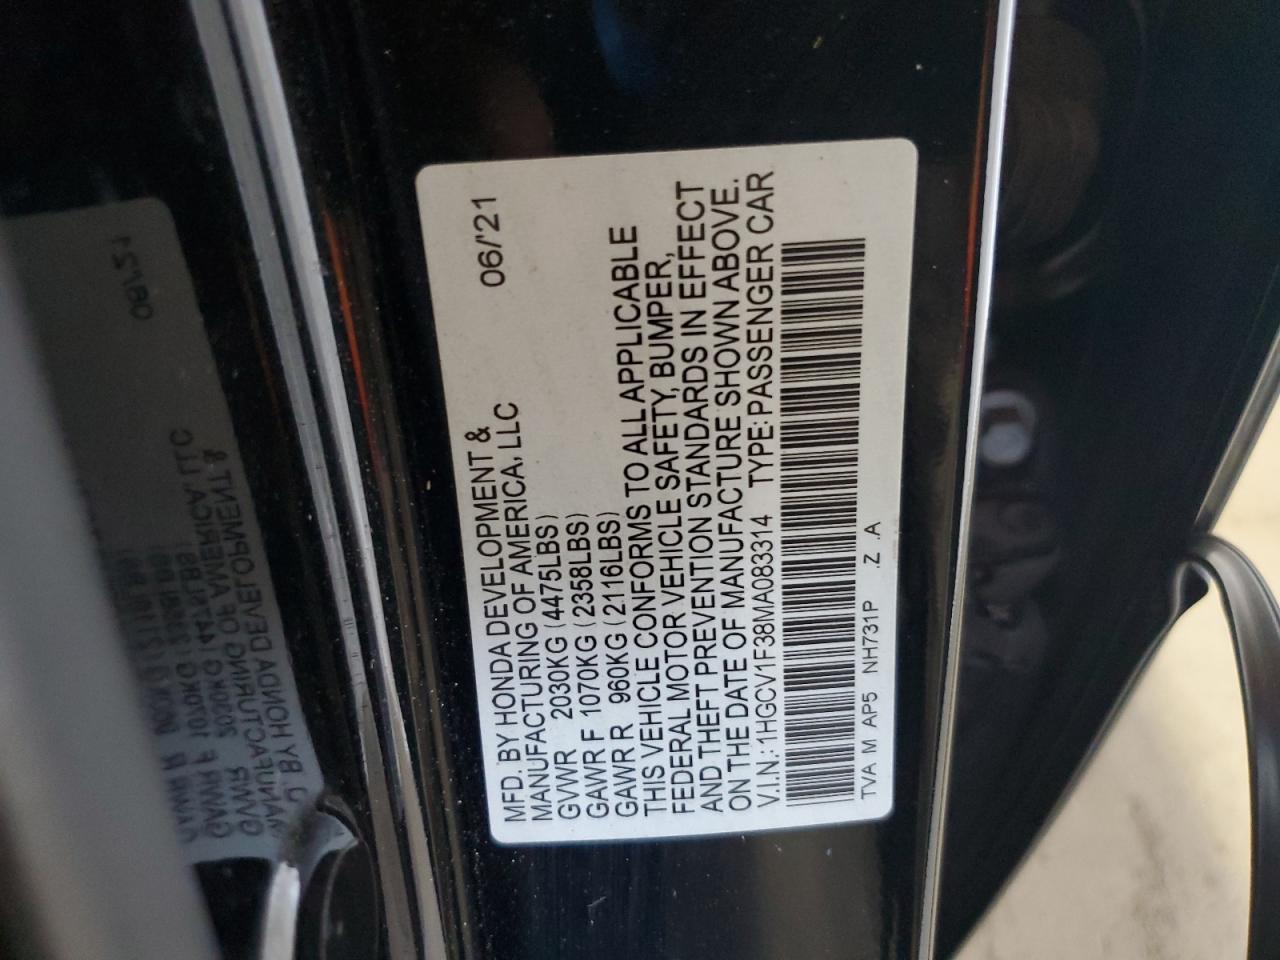 MFD. BY HONDA DEVELOPMENT &
MANUFACTURING OF AMERICA, LLC 06/'21
GVWR 2030KG (4475LBS)
GAWR F 1070KG (2358LBS)
GAWR R 960KG (2116LBS)
THIS VEHICLE CONFORMS TO ALL APPLICABLE
FEDERAL MOTOR VEHICLE SAFETY, BUMPER,
AND THEFT PREVENTION STANDARDS IN EFFECT
ON THE DATE OF MANUFACTURE SHOWN ABOVE.
V.I.N.: 1HGCV1F38MA083314 TYPE: PASSENGER CAR
TVA M AP5 NH731P .Z .A